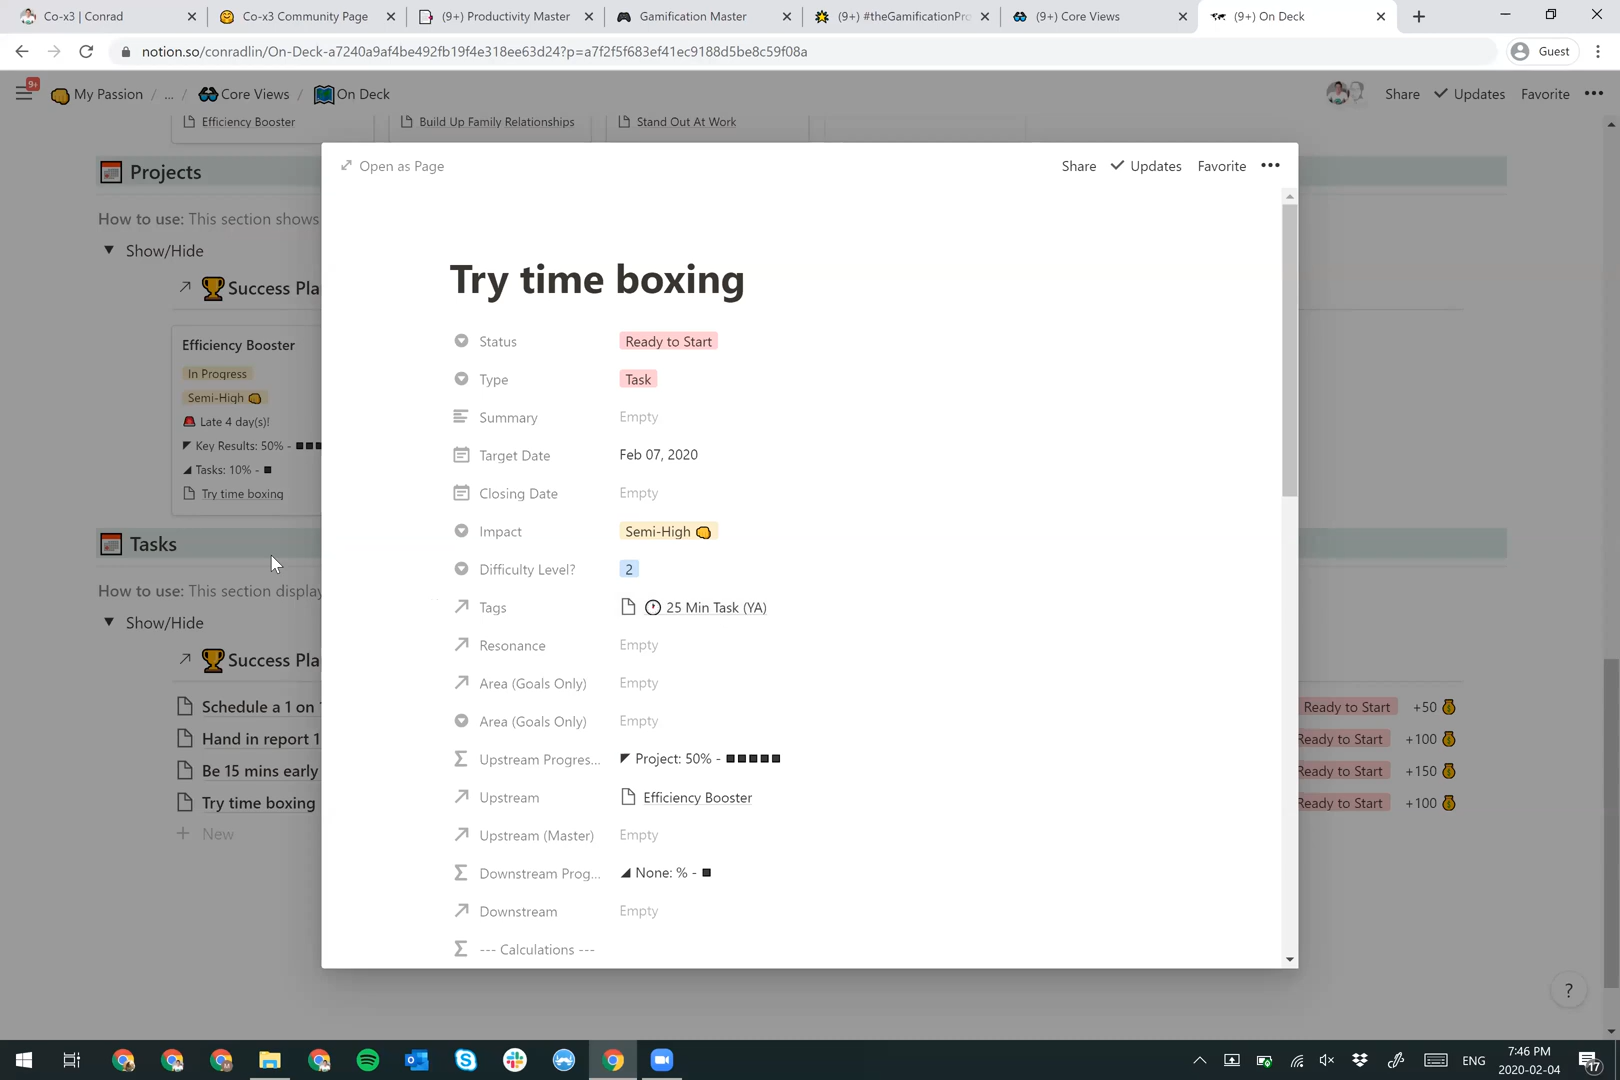 Co-x3 | Conrad
Co-x3 Community Page
(9+) Productivity Master
Gamification Master
(9+) #theGamificationPro
(9+) Core Views
(9+) On Deck
notion.so/conradlin/On-Deck-a7240a9af4be492fb19f4e318ee63d24?p=a7f2f5f683ef41ec9188d5be8c59f08a
Guest
9+
My Passion / ... / Core Views / On Deck
Share Updates Favorite
Efficiency Booster
Build Up Family Relationships
Stand Out At Work
Open as Page
Share Updates Favorite
Projects
How to use: This section shows
Show/Hide
Success Pla
Efficiency Booster
In Progress
Semi-High
Late 4 day(s)!
Key Results: 50% -
Tasks: 10% -
Try time boxing
Tasks
How to use: This section display
Show/Hide
Success Pla
Schedule a 1 on
Hand in report 1
Be 15 mins early
Try time boxing
New
Try time boxing
Status Ready to Start
Type Task
Summary Empty
Target Date Feb 07, 2020
Closing Date Empty
Impact Semi-High
Difficulty Level? 2
Tags 25 Min Task (YA)
Resonance Empty
Area (Goals Only) Empty
Area (Goals Only) Empty
Upstream Progres... Project: 50% -
Upstream Efficiency Booster
Upstream (Master) Empty
Downstream Prog... None: % -
Downstream Empty
--- Calculations ---
Ready to Start +50
Ready to Start +100
Ready to Start +150
Ready to Start +100
?
ENG
7:46 PM
2020-02-04
17